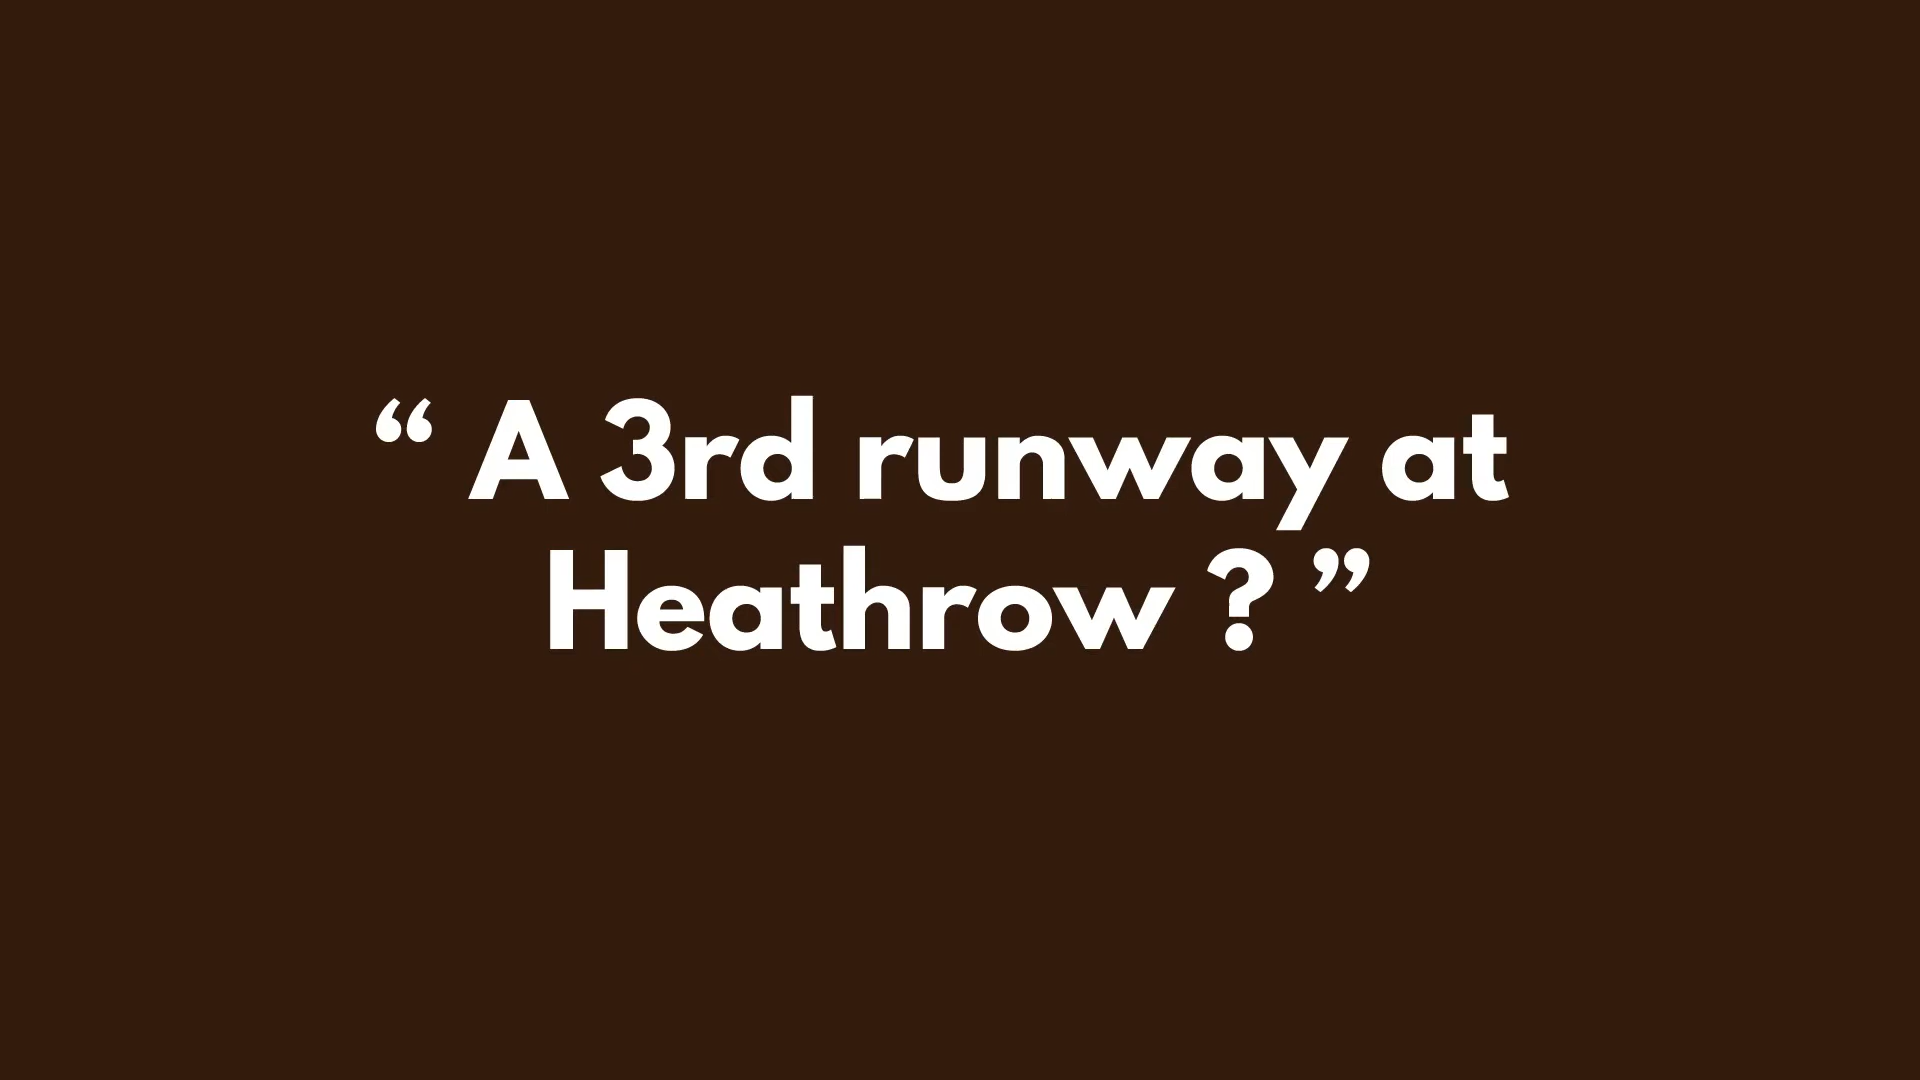 “ A 3rd runway at
Heathrow ? ”